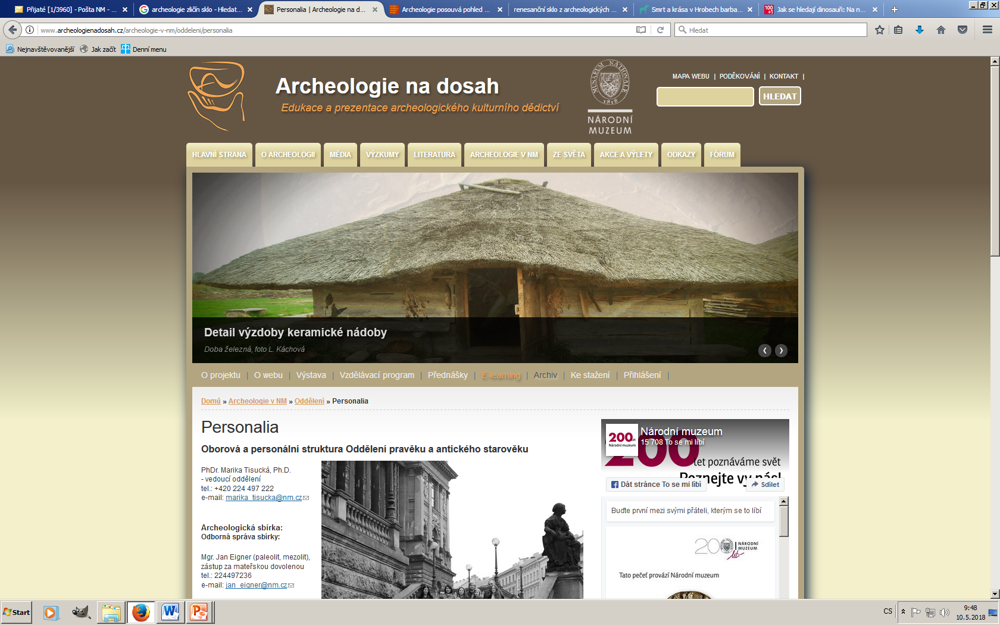 Přijaté [1/3960] - Pošta NM - ...
archeologie zličín sklo - Hledat...
Personalia | Archeologie na d...
Archeologie posouvá pohled ...
renesanční sklo z archeologických ...
Smrt a krása v Hrobech barba...
Jak se hledají dinosauři: Na n...
www.archeologienadosah.cz/archeologie-v-nm/oddeleni/personalia
Hledat
Nejnavštěvovanější Jak začít Denní menu
MUSAEUM NATIONALE
1818
NÁRODNÍ
MUZEUM
Archeologie na dosah
Edukace a prezentace archeologického kulturního dědictví
MAPA WEBU | PODĚKOVÁNÍ | KONTAKT |
HLEDAT
HLAVNÍ STRANA O ARCHEOLOGII MÉDIA VÝZKUMY LITERATURA ARCHEOLOGIE V NM ZE SVĚTA AKCE A VÝLETY ODKAZY FÓRUM
Detail výzdoby keramické nádoby
Doba železná, foto L. Káchová
O projektu | O webu | Výstava | Vzdělávací program | Přednášky | E-learning | Archiv | Ke stažení | Přihlášení |
Domů » Archeologie v NM » Oddělení » Personalia
Personalia
Oborová a personální struktura Oddělení pravěku a antického starověku
PhDr. Marika Tisucká, Ph.D.
- vedoucí oddělení
tel.: +420 224 497 222
e-mail: marika_tisucka@nm.cz
Archeologická sbírka:
Odborná správa sbírky:
Mgr. Jan Eigner (paleolit, mezolit),
zástup za mateřskou dovolenou
tel.: 224497236
e-mail: jan_eigner@nm.cz
200 let
Národní muzeum
Národní muzeum
15 708 To se mi líbí
200
let poznáváme svět
Poznejte vy nás!
Dát stránce To se mi líbí
Sdílet
Buďte první mezi svými přáteli, kterým se to líbí
200 let
NÁRODNÍ
MUZEUM
Tato pečeť provází Národní muzeum
Start
CS
9:48
10.5.2018